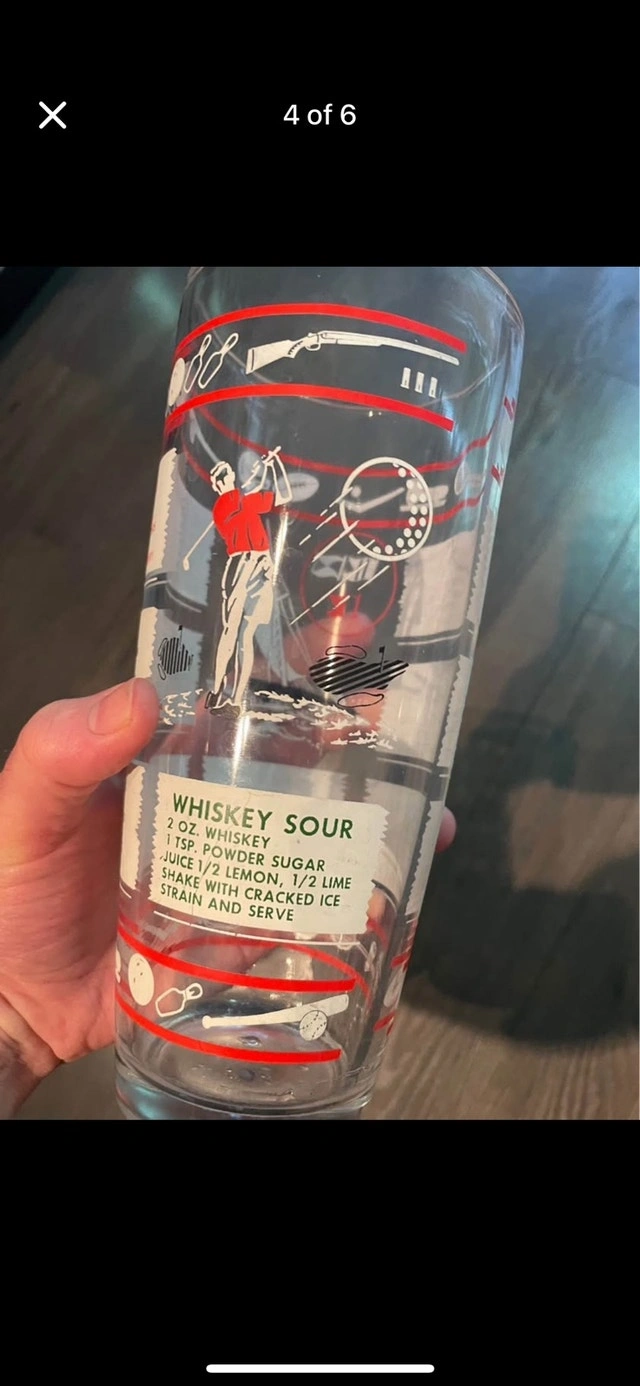 4 of 6
WHISKEY SOUR
2 OZ. WHISKEY
1 TSP. POWDER SUGAR
JUICE 1/2 LEMON, 1/2 LIME
SHAKE WITH CRACKED ICE
STRAIN AND SERVE